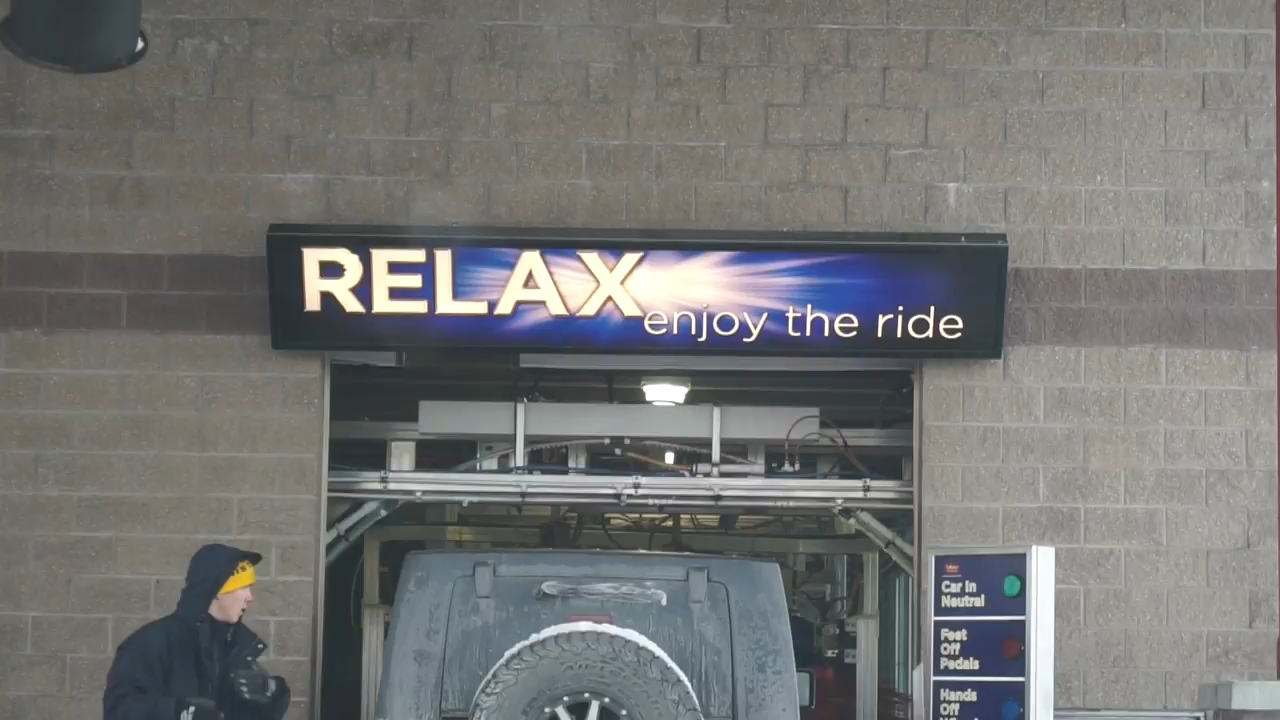 RELAX
enjoy the ride
Car In
Neutral
Feet
Off
Pedals
Hands
Off